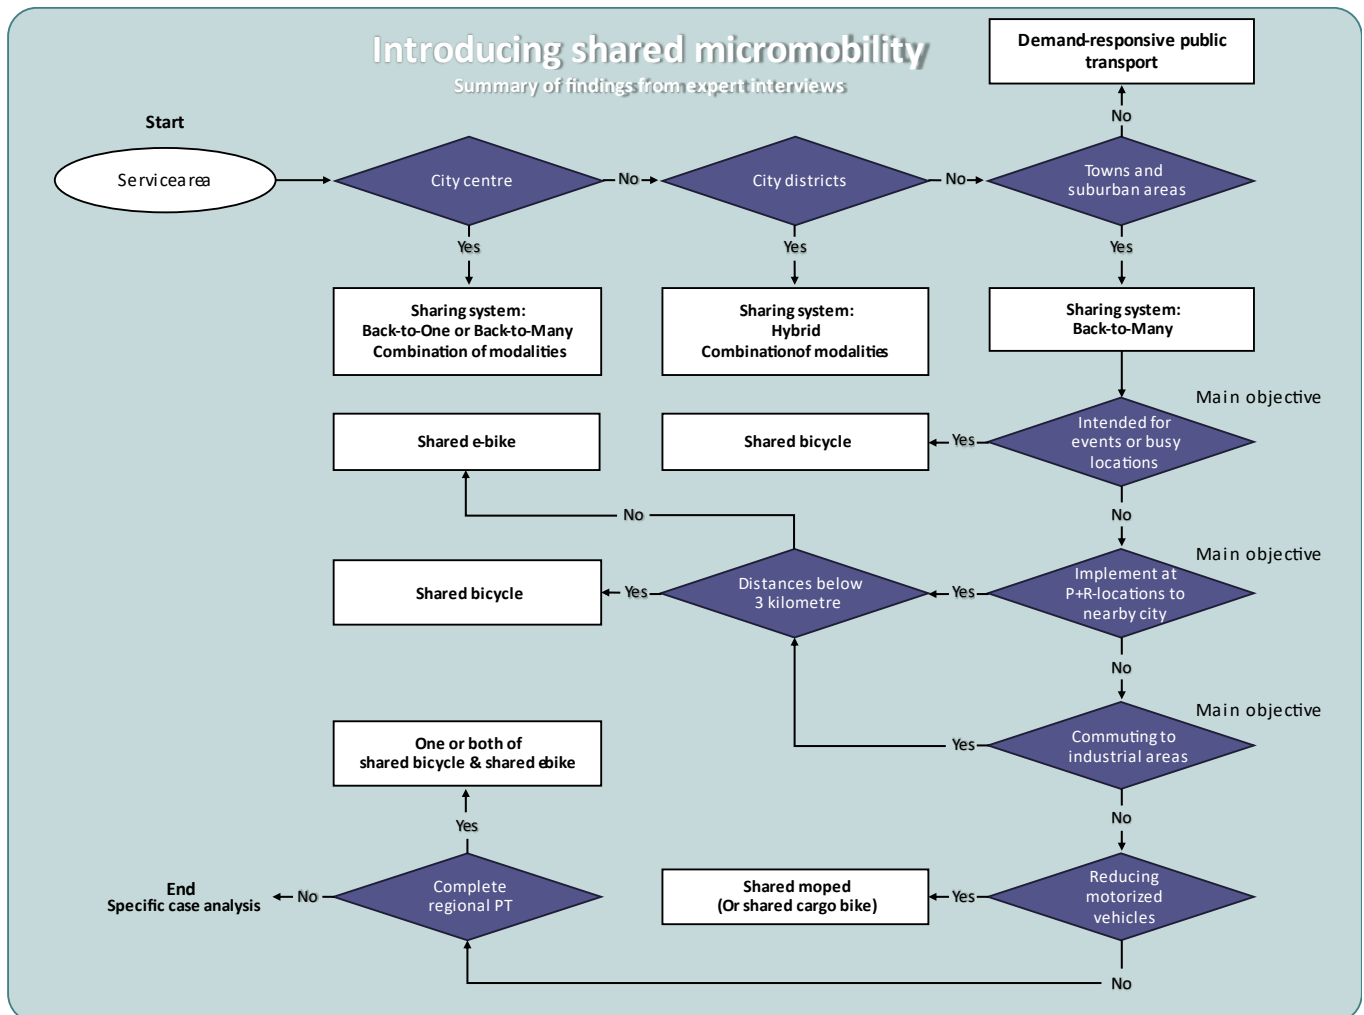 Introducing shared micromobility
Summary of findings from expert interviews
Demand-responsive public
transport
No
Start
Servicearea
City centre
No
City districts
No
Towns and
suburban areas
Yes
Yes
Yes
Sharing system:
Back-to-One or Back-to-Many
Combination of modalities
Sharing system:
Hybrid
Combinationof modalities
Sharing system:
Back-to-Many
Main objective
Shared e-bike
Shared bicycle
Yes
Intended for
events or busy
locations
No
No
Main objective
Shared bicycle
Yes
Distances below
3 kilometre
Yes
Implement at
P+R-locations to
nearby city
No
Main objective
One or both of
shared bicycle & shared ebike
Yes
Commuting to
industrial areas
Yes
No
End
Specific case analysis
No
Complete
regional PT
Shared moped
(Or shared cargo bike)
Yes
Reducing
motorized
vehicles
No